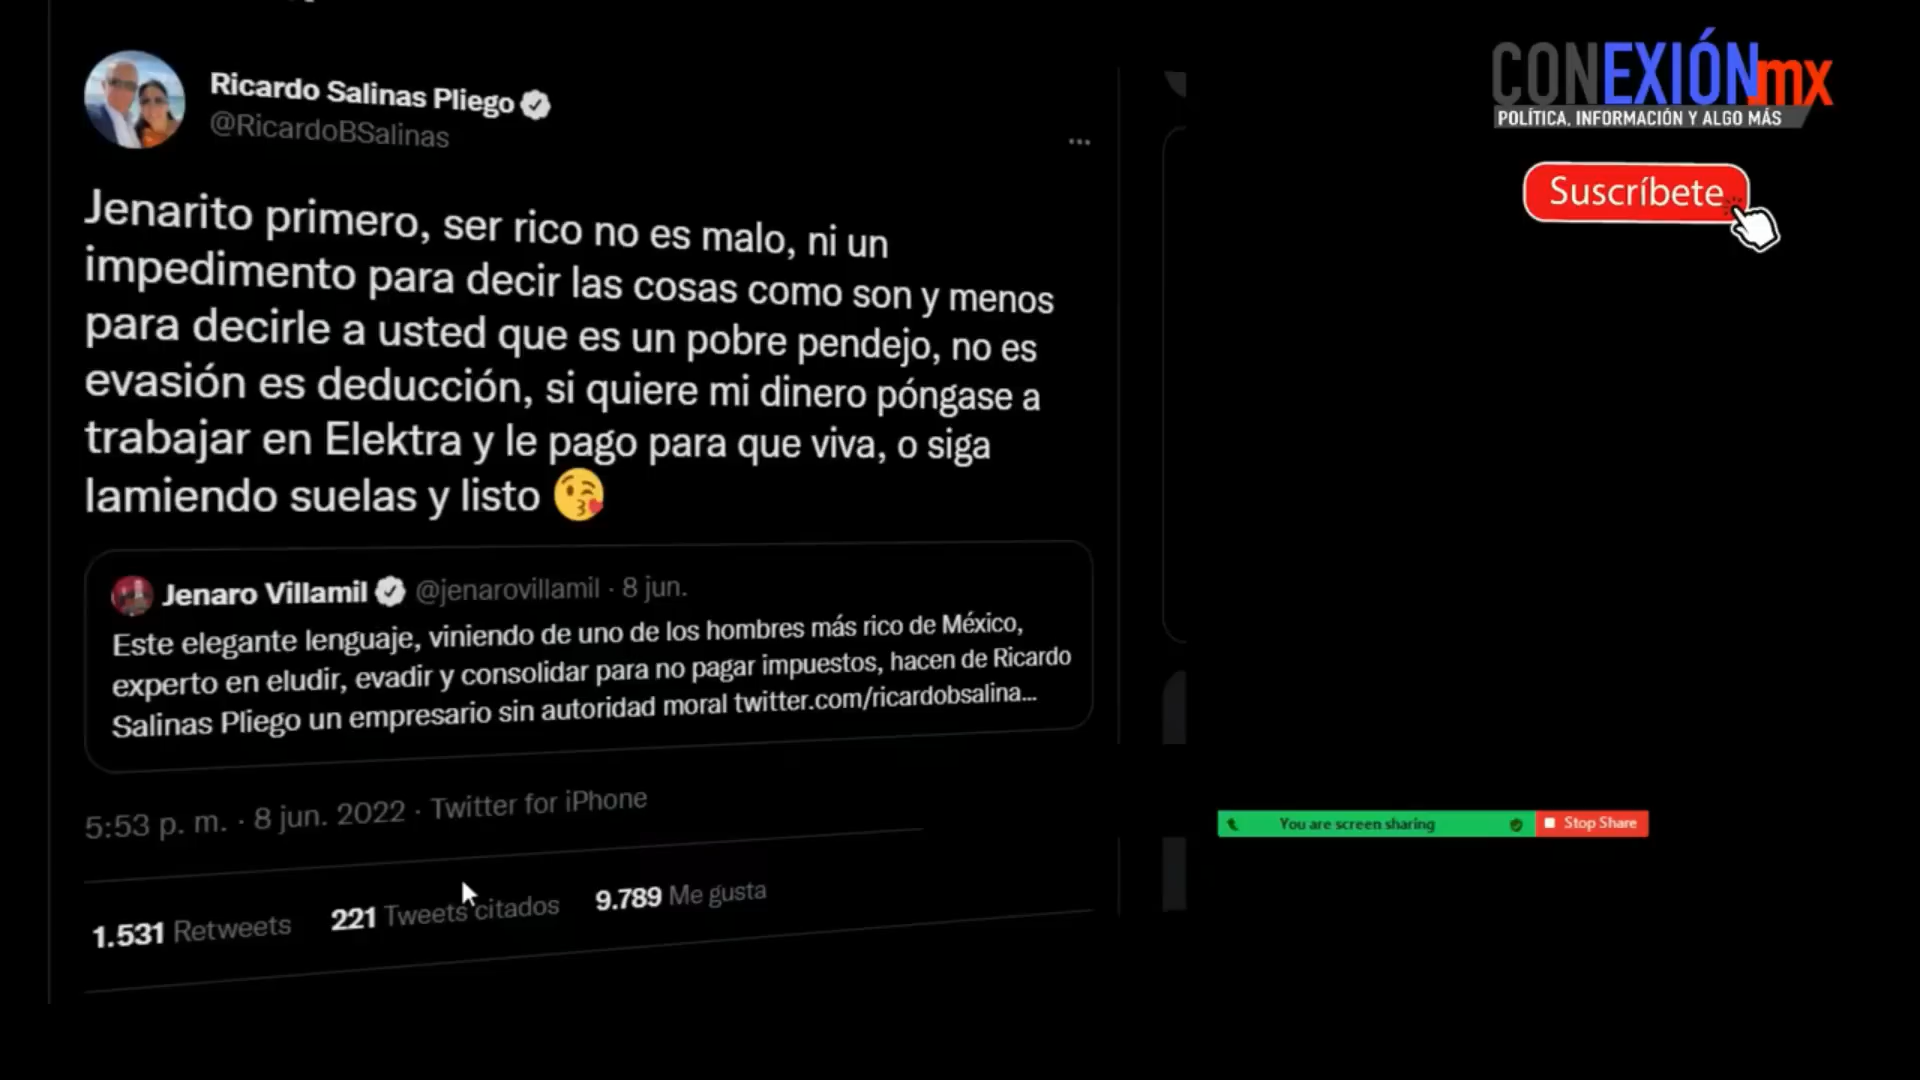 Ricardo Salinas Pliego
@RicardoBSalinas
Jenarito primero, ser rico no es malo, ni un
impedimento para decir las cosas como son y menos
para decirle a usted que es un pobre pendejo, no es
evasión es deducción, si quiere mi dinero póngase a
trabajar en Elektra y le pago para que viva, o siga
lamiendo suelas y listo 😘
Jenaro Villamil @jenarovillamil · 8 jun.
Este elegante lenguaje, viniendo de uno de los hombres más rico de México,
experto en eludir, evadir y consolidar para no pagar impuestos, hacen de Ricardo
Salinas Pliego un empresario sin autoridad moral twitter.com/ricardobsalina...
5:53 p. m. · 8 jun. 2022 · Twitter for iPhone
1.531 Retweets 221 Tweets citados 9.789 Me gusta
CONEXIÓNmx
POLÍTICA, INFORMACIÓN Y ALGO MÁS
Suscríbete
You are screen sharing Stop Share